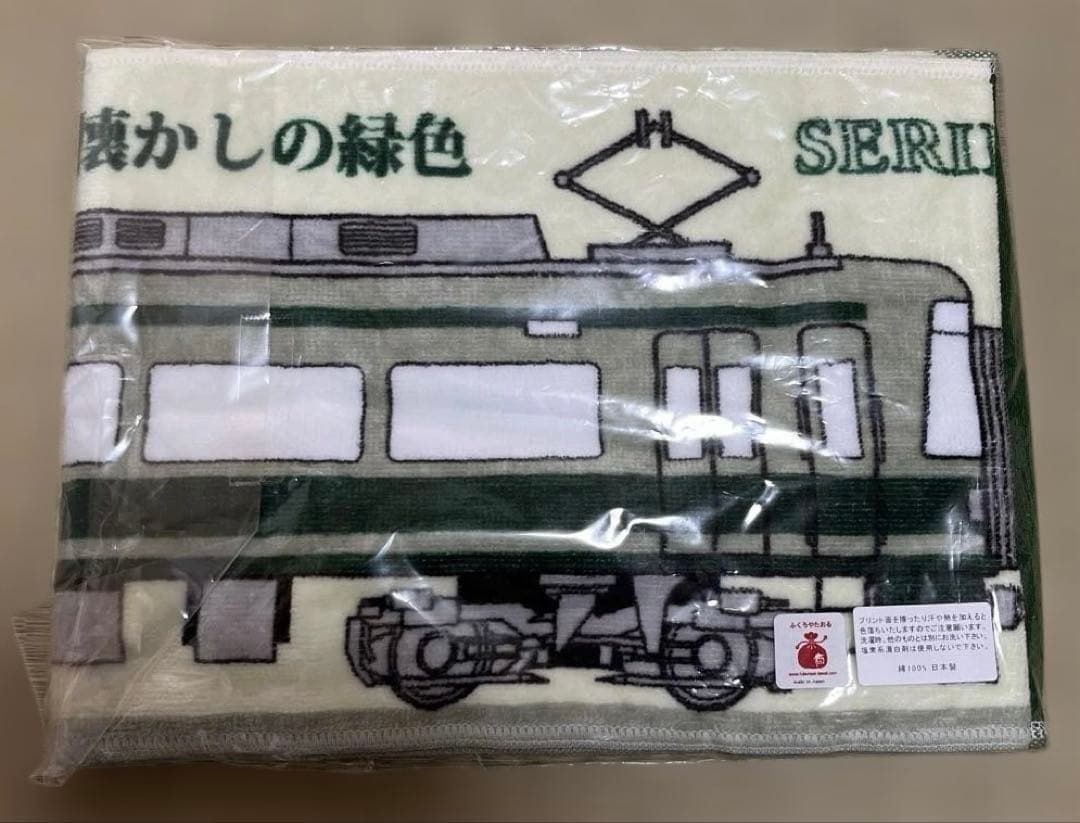 懐かしの緑色
SERI
ふくろやたおる
made in Japan
プリント面を擦ったり汗や熱を加えると
色落ちいたしますのでご注意願います。
洗濯時、他のものとは別にお洗い下さい。
塩素系漂白剤は使用しないで下さい。
綿100% 日本製